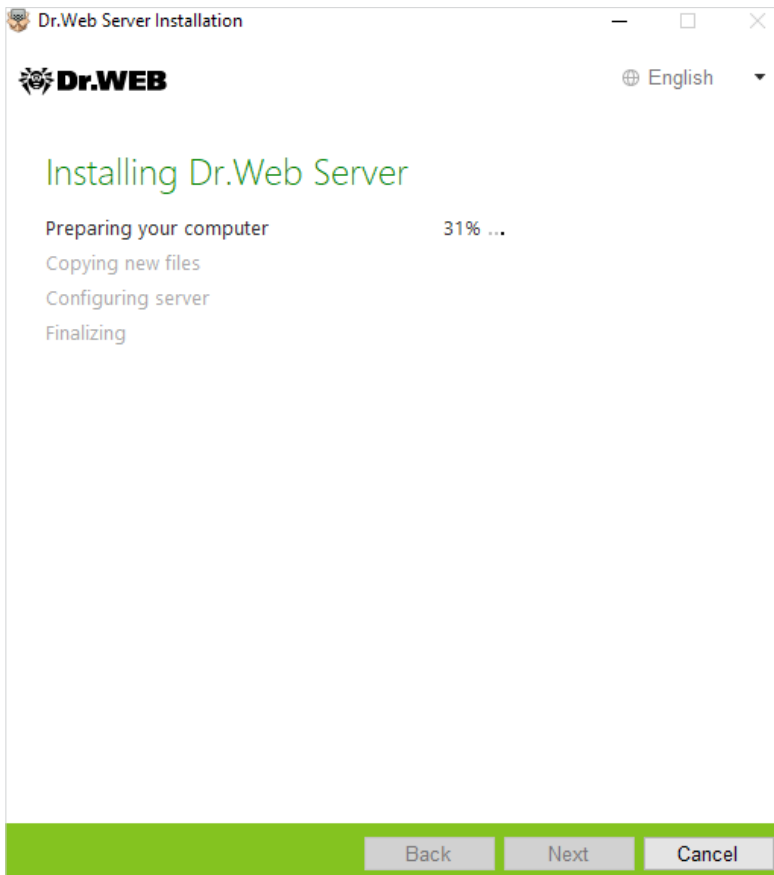 Dr.Web Server Installation
Dr.WEB
English
Installing Dr.Web Server
Preparing your computer 31% ...
Copying new files
Configuring server
Finalizing
Back Next Cancel